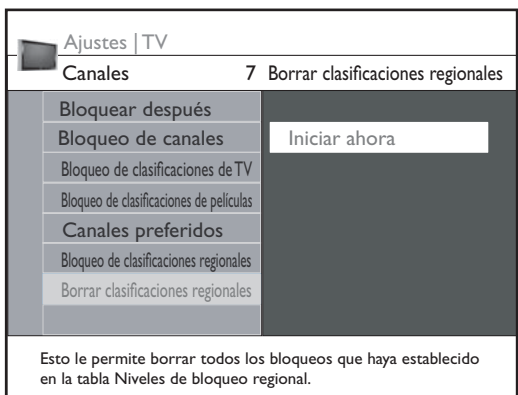 Ajustes | TV
Canales 7 Borrar clasificaciones regionales
Bloquear después
Bloqueo de canales
Iniciar ahora
Bloqueo de clasificaciones de TV
Bloqueo de clasificaciones de películas
Canales preferidos
Bloqueo de clasificaciones regionales
Borrar clasificaciones regionales
Esto le permite borrar todos los bloqueos que haya establecido
en la tabla Niveles de bloqueo regional.